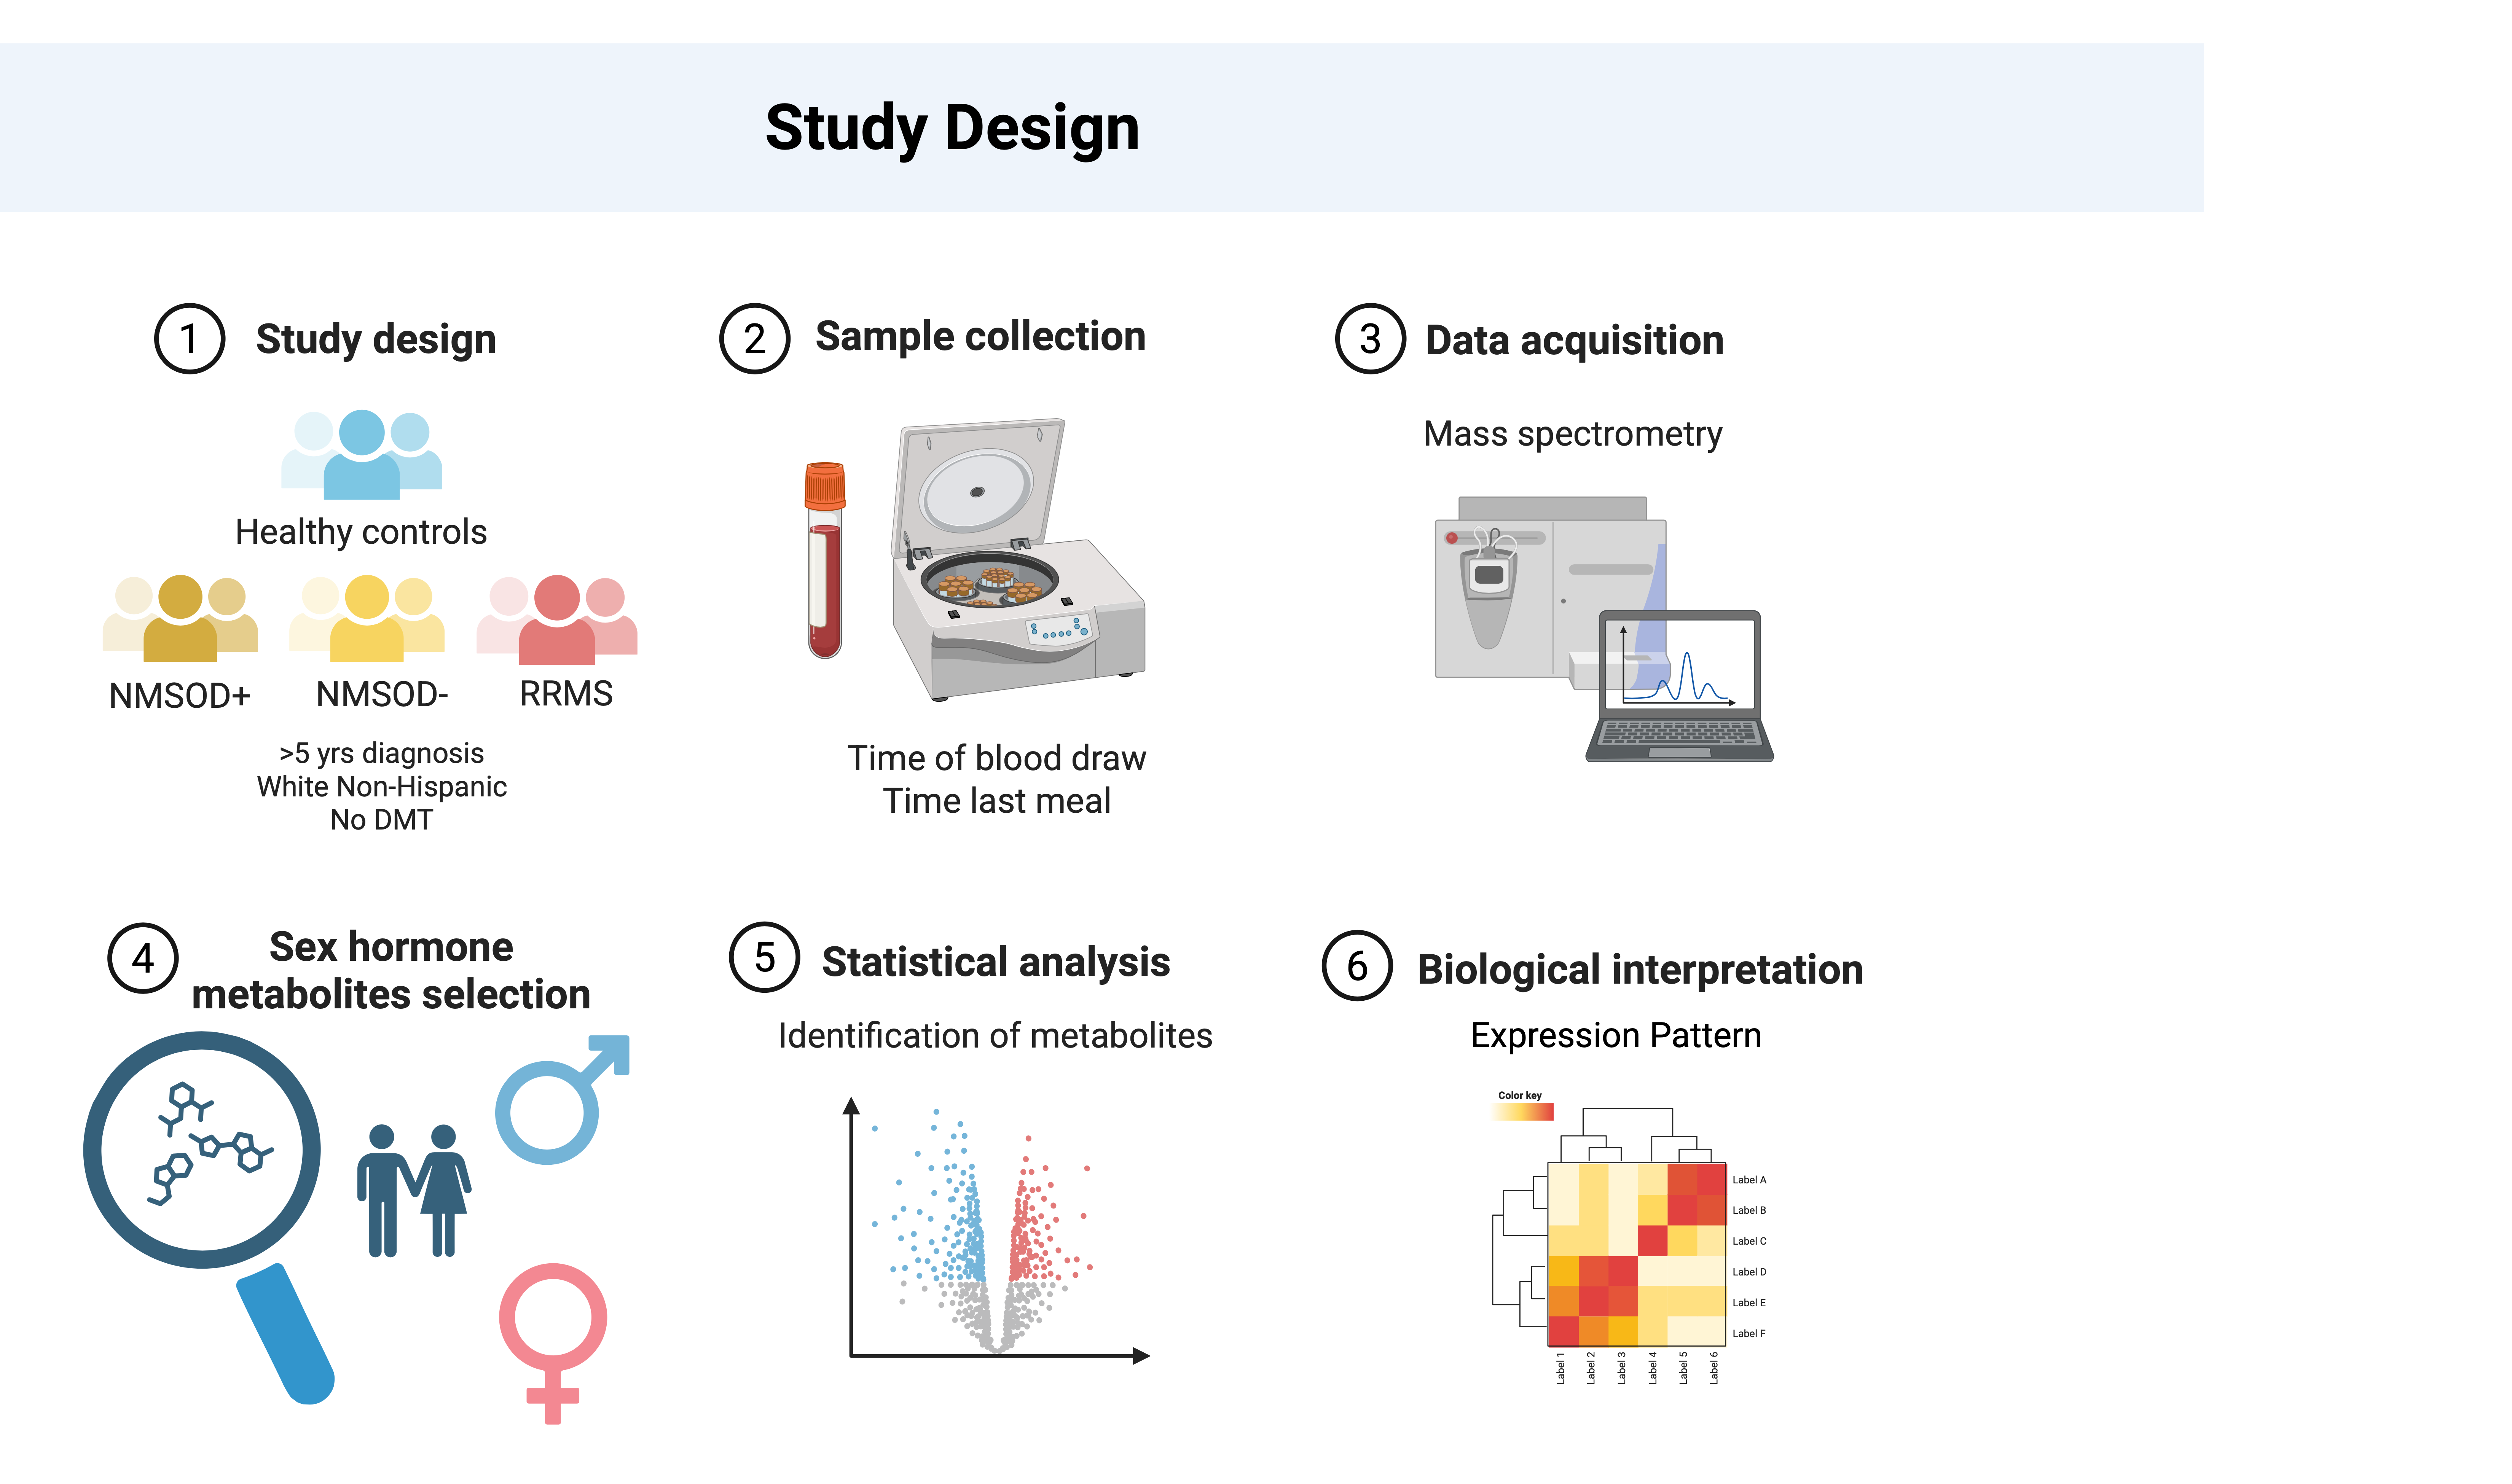 Study Design
1 Study design
Healthy controls
NMSOD+ NMSOD- RRMS
>5 yrs diagnosis
White Non-Hispanic
No DMT
2 Sample collection
Time of blood draw
Time last meal
3 Data acquisition
Mass spectrometry
4 Sex hormone
metabolites selection
5 Statistical analysis
Identification of metabolites
6 Biological interpretation
Expression Pattern
Color key
Label A
Label B
Label C
Label D
Label E
Label F
Label 1
Label 2
Label 3
Label 4
Label 5
Label 6